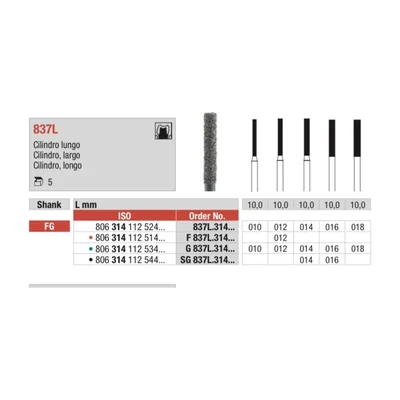 837L
Cilindro lungo
Cilindro, largo
Cilindro, longo
5
Shank L mm 10,0 10,0 10,0 10,0 10,0
FG ISO Order No.
806 314 112 524... 837L.314... 010 012 014 016 018
806 314 112 514... F 837L.314... 012
806 314 112 534... G 837L.314... 010 012 014 016 018
806 314 112 544... SG 837L.314... 014 016